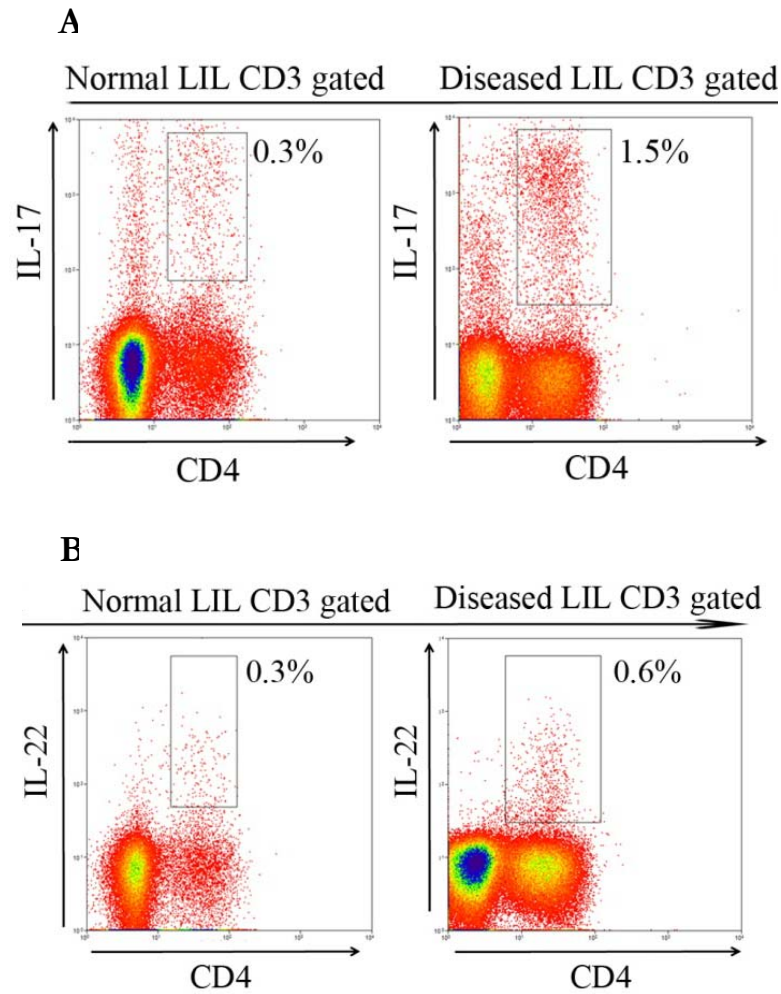 A
Normal LIL CD3 gated Diseased LIL CD3 gated
0.3% 1.5%
IL-17 IL-17
CD4 CD4
B
Normal LIL CD3 gated Diseased LIL CD3 gated
0.3% 0.6%
IL-22 IL-22
CD4 CD4